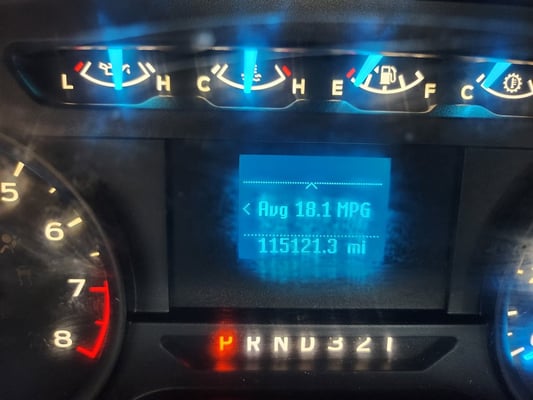 L H C H E F C
5
6
7
8
< Avg 18.1 MPG
115121.3 mi
P R N D 3 2 1